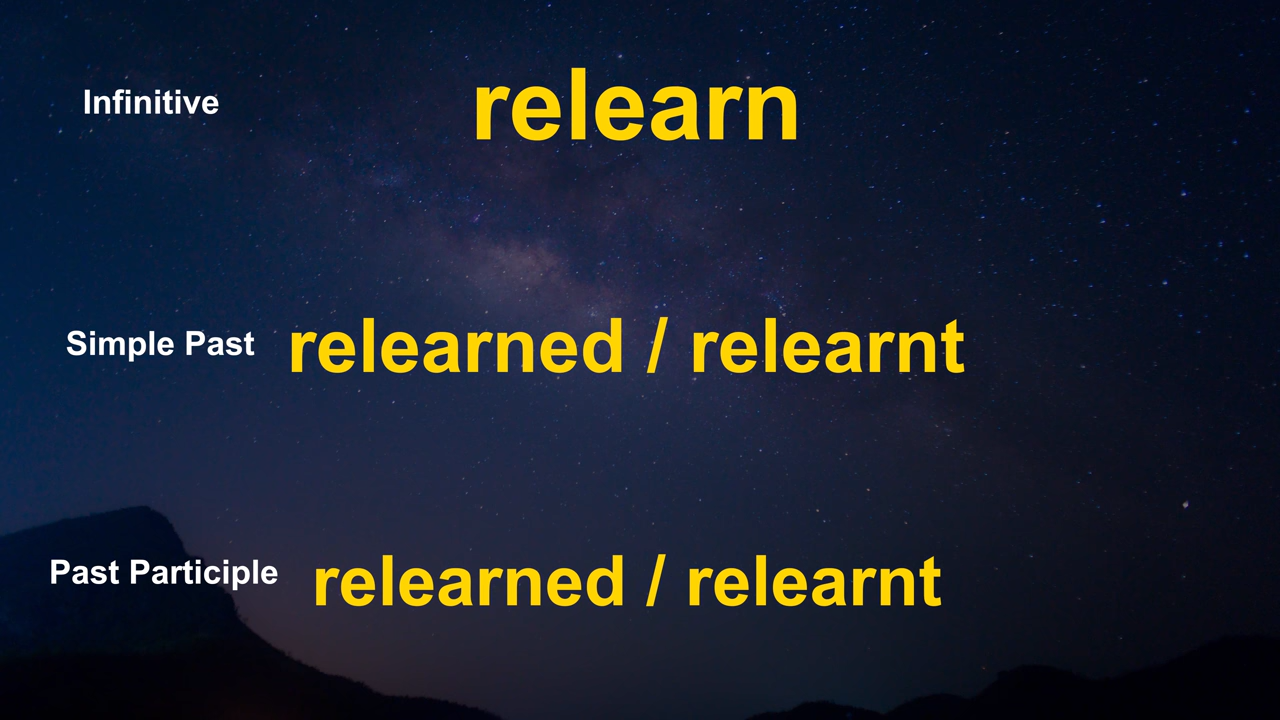 Infinitive relearn
Simple Past relearned / relearnt
Past Participle relearned / relearnt